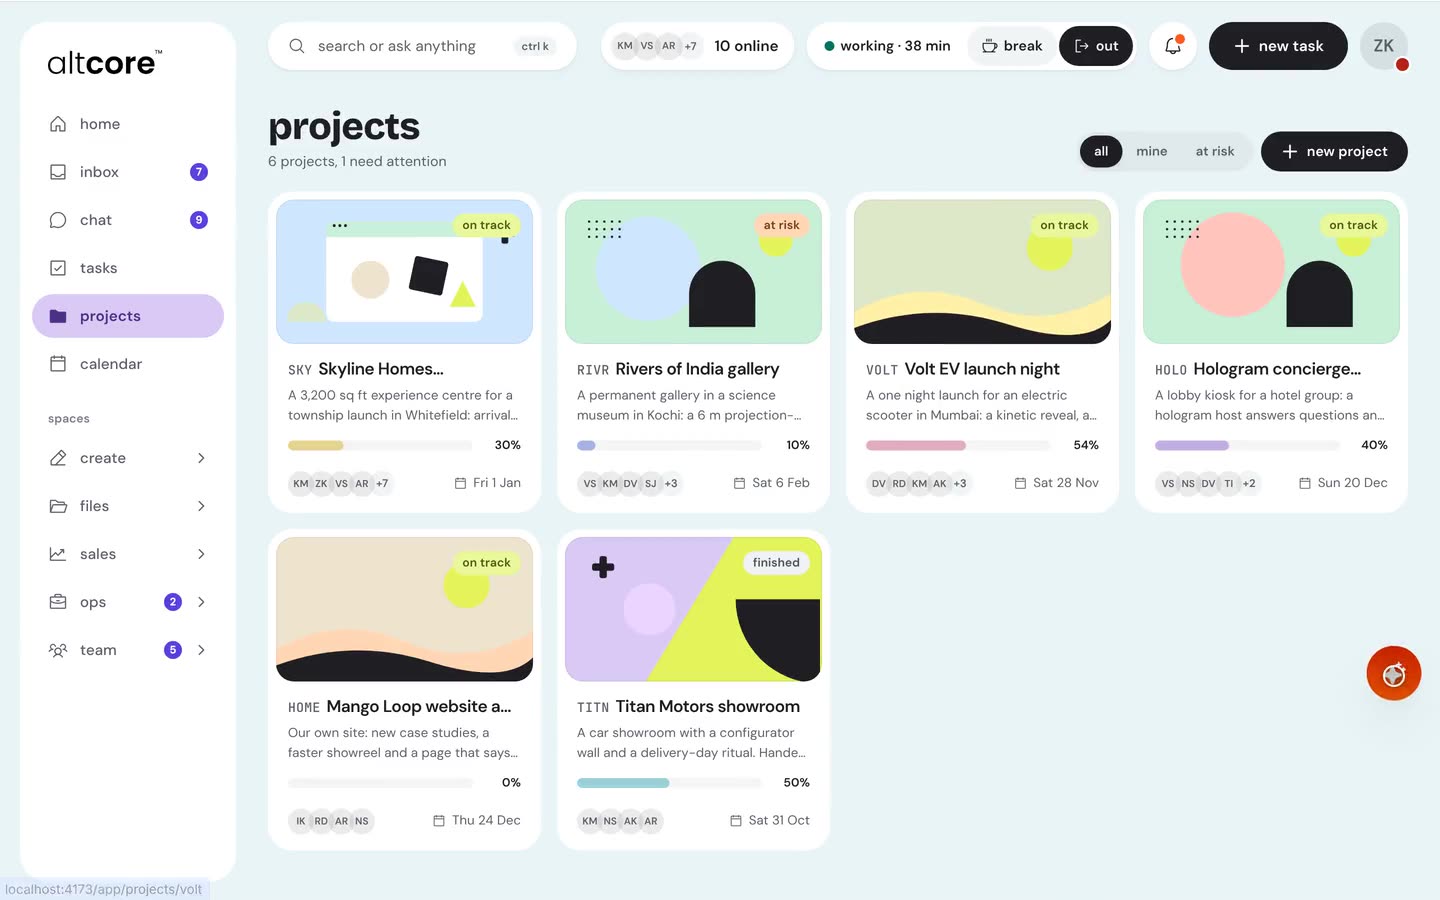 altcore™
search or ask anything ctrl k
KM VS AR +7 10 online
working · 38 min break out
new task
ZK
home
inbox 7
chat 9
tasks
projects
calendar
spaces
create
files
sales
ops 2
team 5
projects
6 projects, 1 need attention
all mine at risk
new project
on track
SKY Skyline Homes...
A 3,200 sq ft experience centre for a
township launch in Whitefield: arrival...
30%
KM ZK VS AR +7 Fri 1 Jan
at risk
RIVR Rivers of India gallery
A permanent gallery in a science
museum in Kochi: a 6 m projection-...
10%
VS KM DV SJ +3 Sat 6 Feb
on track
VOLT Volt EV launch night
A one night launch for an electric
scooter in Mumbai: a kinetic reveal, a...
54%
DV RD KM AK +3 Sat 28 Nov
on track
HOLO Hologram concierge...
A lobby kiosk for a hotel group: a
hologram host answers questions an...
40%
VS NS DV TI +2 Sun 20 Dec
on track
HOME Mango Loop website a...
Our own site: new case studies, a
faster showreel and a page that says...
0%
IK RD AR NS Thu 24 Dec
finished
TITN Titan Motors showroom
A car showroom with a configurator
wall and a delivery-day ritual. Hande...
50%
KM NS AK AR Sat 31 Oct
localhost:4173/app/projects/volt